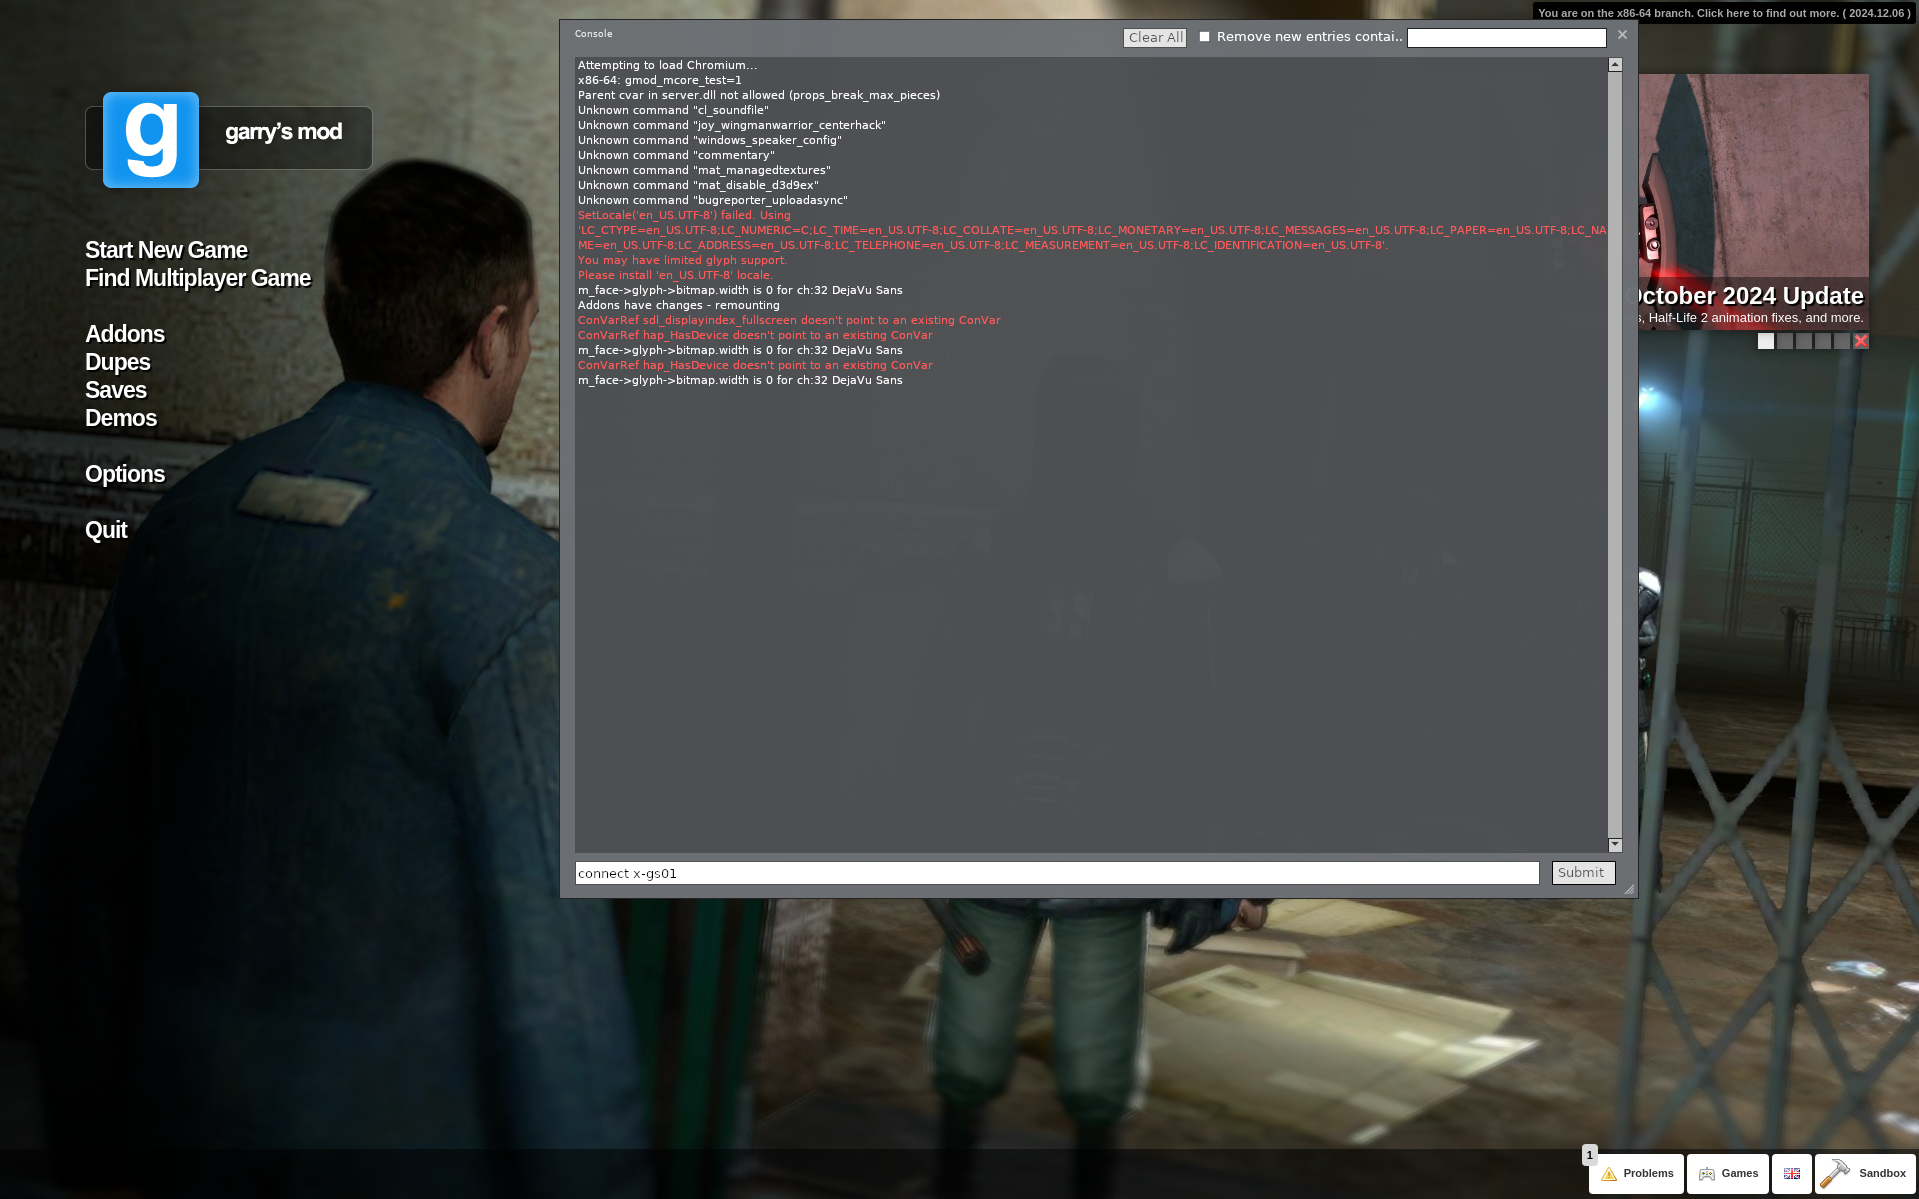 You are on the x86-64 branch. Click here to find out more. ( 2024.12.06 )
Console
Clear All
Remove new entries contai..
Attempting to load Chromium...
x86-64: gmod_mcore_test=1
Parent cvar in server.dll not allowed (props_break_max_pieces)
Unknown command "cl_soundfile"
Unknown command "joy_wingmanwarrior_centerhack"
Unknown command "windows_speaker_config"
Unknown command "commentary"
Unknown command "mat_managedtextures"
Unknown command "mat_disable_d3d9ex"
Unknown command "bugreporter_uploadasync"
SetLocale('en_US.UTF-8') failed. Using
'LC_CTYPE=en_US.UTF-8;LC_NUMERIC=C;LC_TIME=en_US.UTF-8;LC_COLLATE=en_US.UTF-8;LC_MONETARY=en_US.UTF-8;LC_MESSAGES=en_US.UTF-8;LC_PAPER=en_US.UTF-8;LC_NA
ME=en_US.UTF-8;LC_ADDRESS=en_US.UTF-8;LC_TELEPHONE=en_US.UTF-8;LC_MEASUREMENT=en_US.UTF-8;LC_IDENTIFICATION=en_US.UTF-8'.
You may have limited glyph support.
Please install 'en_US.UTF-8' locale.
m_face->glyph->bitmap.width is 0 for ch:32 DejaVu Sans
Addons have changes - remounting
ConVarRef sdl_displayindex_fullscreen doesn't point to an existing ConVar
ConVarRef hap_HasDevice doesn't point to an existing ConVar
m_face->glyph->bitmap.width is 0 for ch:32 DejaVu Sans
ConVarRef hap_HasDevice doesn't point to an existing ConVar
m_face->glyph->bitmap.width is 0 for ch:32 DejaVu Sans
connect x-gs01
Submit
g
garry's mod
Start New Game
Find Multiplayer Game
Addons
Dupes
Saves
Demos
Options
Quit
October 2024 Update
s, Half-Life 2 animation fixes, and more.
1
Problems
Games
Sandbox